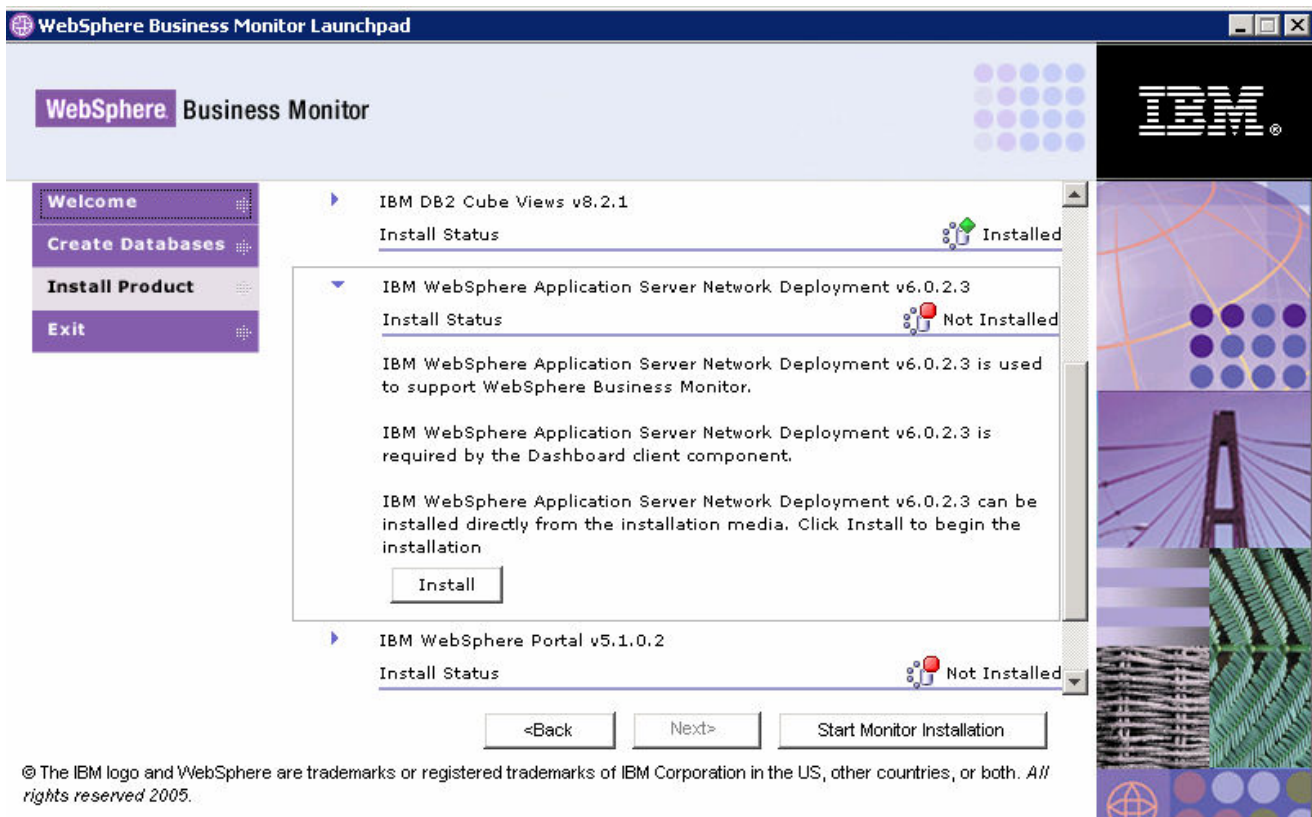 WebSphere Business Monitor Launchpad
WebSphere. Business Monitor
IBM®
Welcome
Create Databases
Install Product
Exit
IBM DB2 Cube Views v8.2.1
Install Status
Installed
IBM WebSphere Application Server Network Deployment v6.0.2.3
Install Status
Not Installed
IBM WebSphere Application Server Network Deployment v6.0.2.3 is used
to support WebSphere Business Monitor.
IBM WebSphere Application Server Network Deployment v6.0.2.3 is
required by the Dashboard client component.
IBM WebSphere Application Server Network Deployment v6.0.2.3 can be
installed directly from the installation media. Click Install to begin the
installation
Install
IBM WebSphere Portal v5.1.0.2
Install Status
Not Installed
<Back
Next>
Start Monitor Installation
© The IBM logo and WebSphere are trademarks or registered trademarks of IBM Corporation in the US, other countries, or both. All
rights reserved 2005.